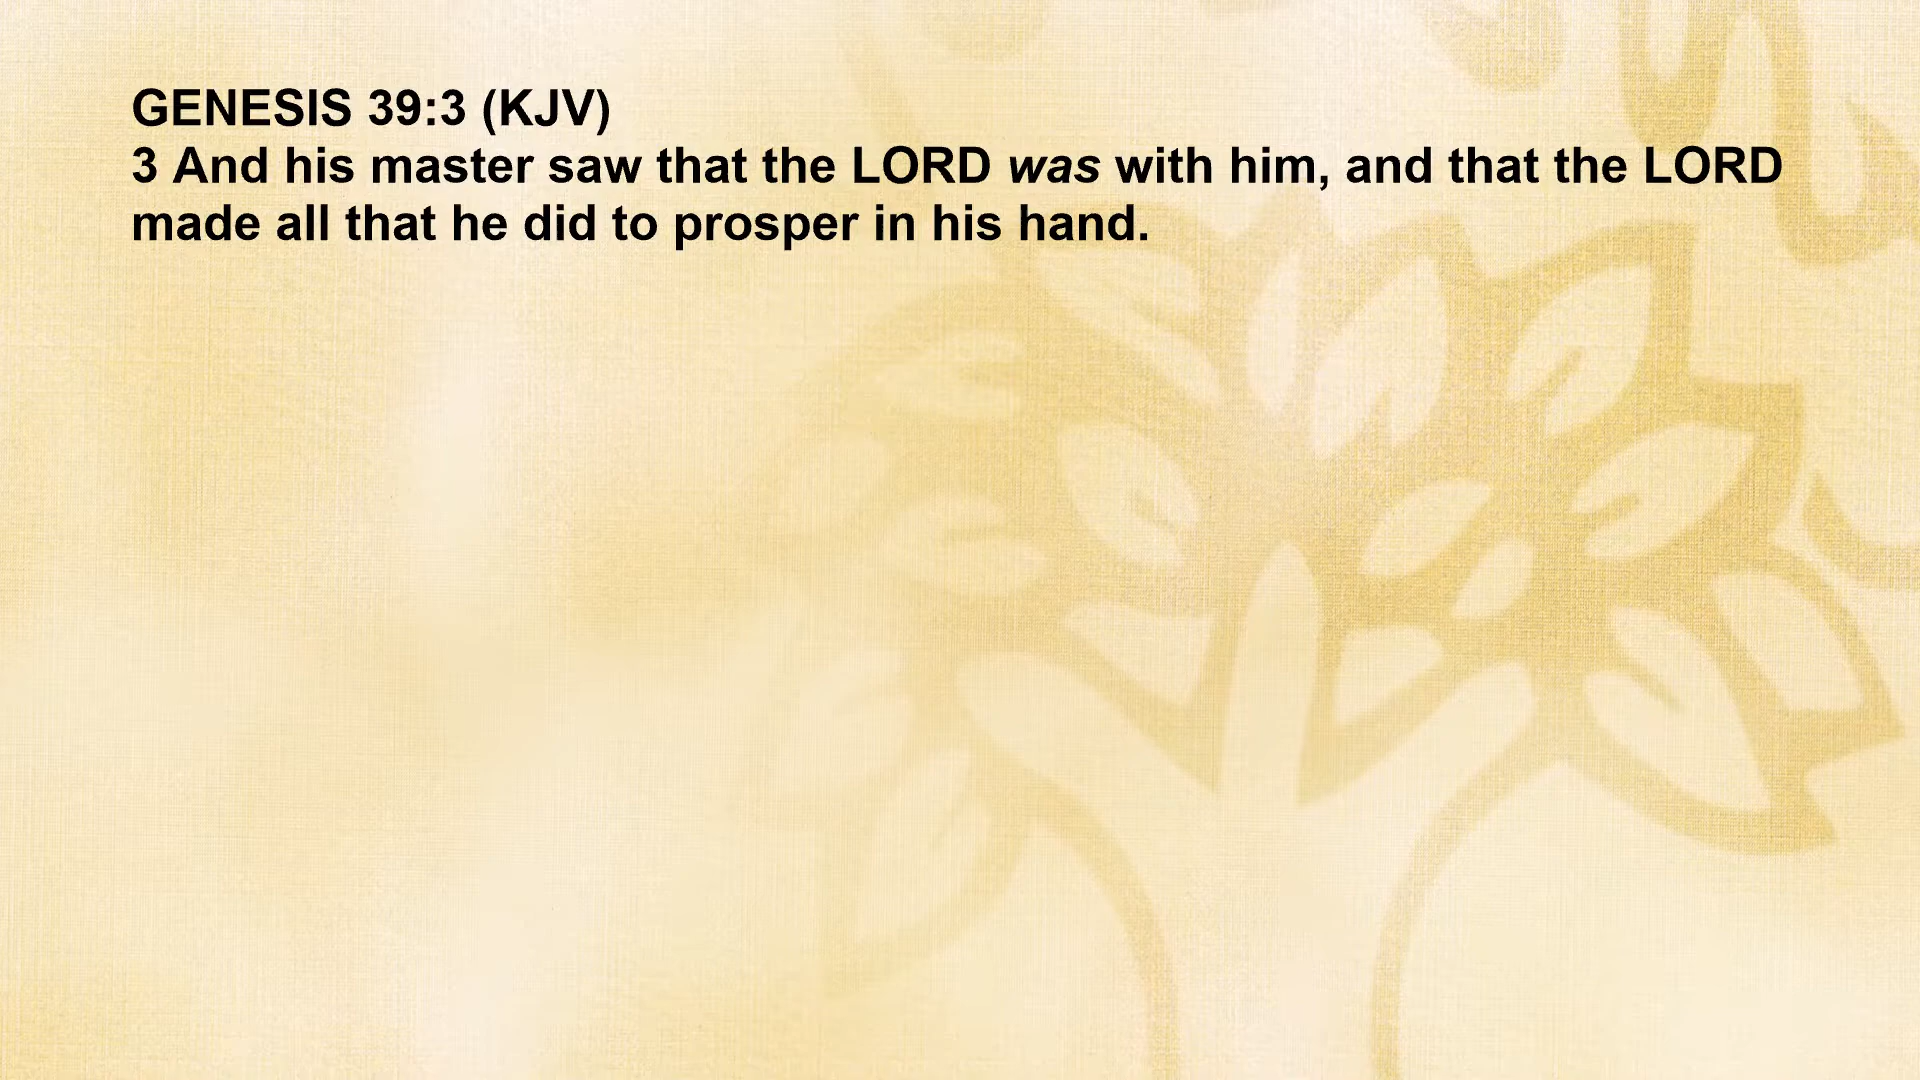 GENESIS 39:3 (KJV)
3 And his master saw that the LORD was with him, and that the LORD
made all that he did to prosper in his hand.